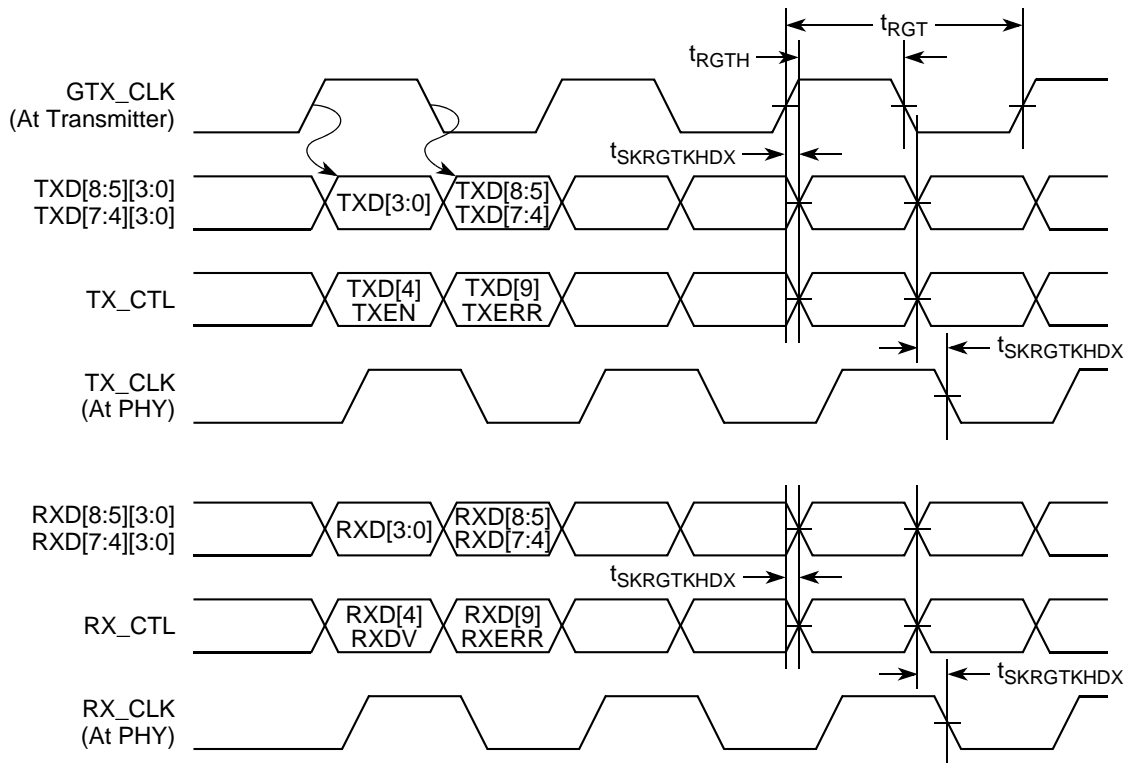 tRGT
tRGTH
GTX_CLK
(At Transmitter)
tSKRGTKHDX
TXD[8:5][3:0]
TXD[7:4][3:0]
TXD[3:0]
TXD[8:5]
TXD[7:4]
TX_CTL
TXD[4]
TXEN
TXD[9]
TXERR
tSKRGTKHDX
TX_CLK
(At PHY)
RXD[8:5][3:0]
RXD[7:4][3:0]
RXD[3:0]
RXD[8:5]
RXD[7:4]
tSKRGTKHDX
RX_CTL
RXD[4]
RXDV
RXD[9]
RXERR
tSKRGTKHDX
RX_CLK
(At PHY)